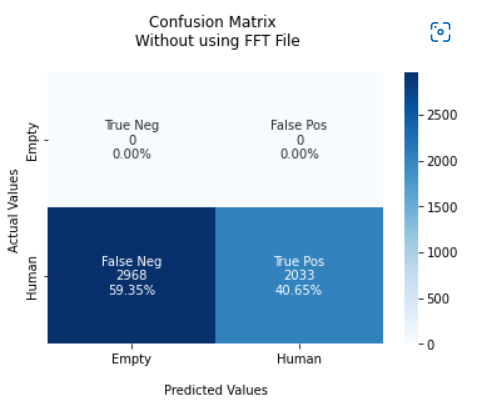 Confusion Matrix
Without using FFT File
True Neg
0
0.00%
False Pos
0
0.00%
False Neg
2968
59.35%
True Pos
2033
40.65%
Actual Values
Empty
Human
Empty
Human
Predicted Values
2500
2000
1500
1000
500
0